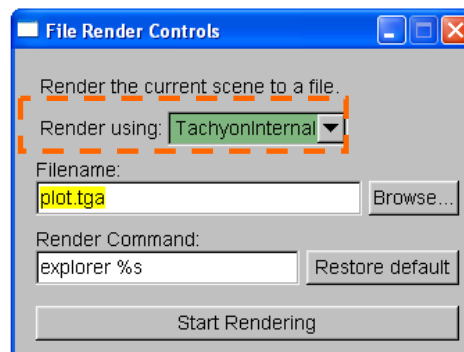 File Render Controls
Render the current scene to a file.
Render using: TachyonInternal
Filename:
plot.tga Browse...
Render Command:
explorer %s Restore default
Start Rendering